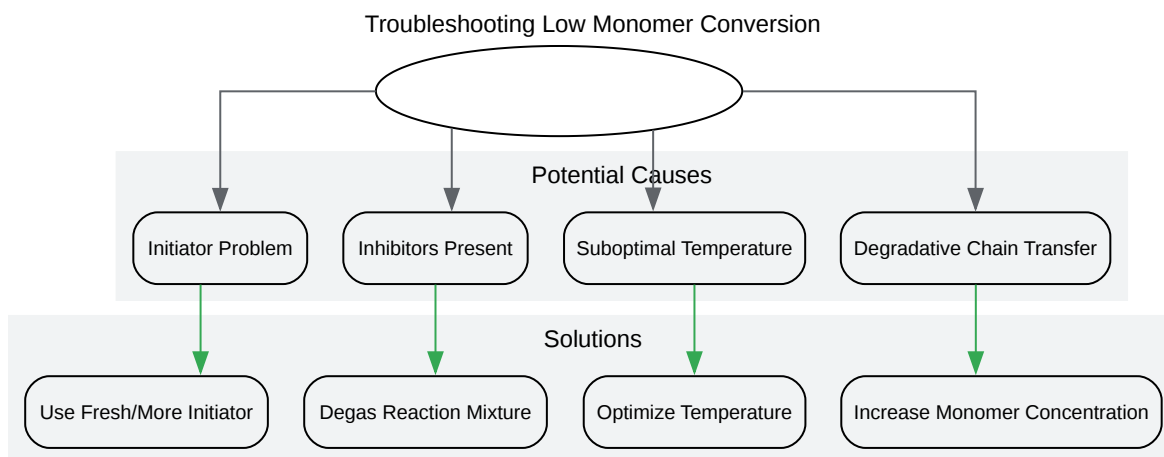 Troubleshooting Low Monomer Conversion
Potential Causes
Initiator Problem
Inhibitors Present
Suboptimal Temperature
Degradative Chain Transfer
Solutions
Use Fresh/More Initiator
Degas Reaction Mixture
Optimize Temperature
Increase Monomer Concentration